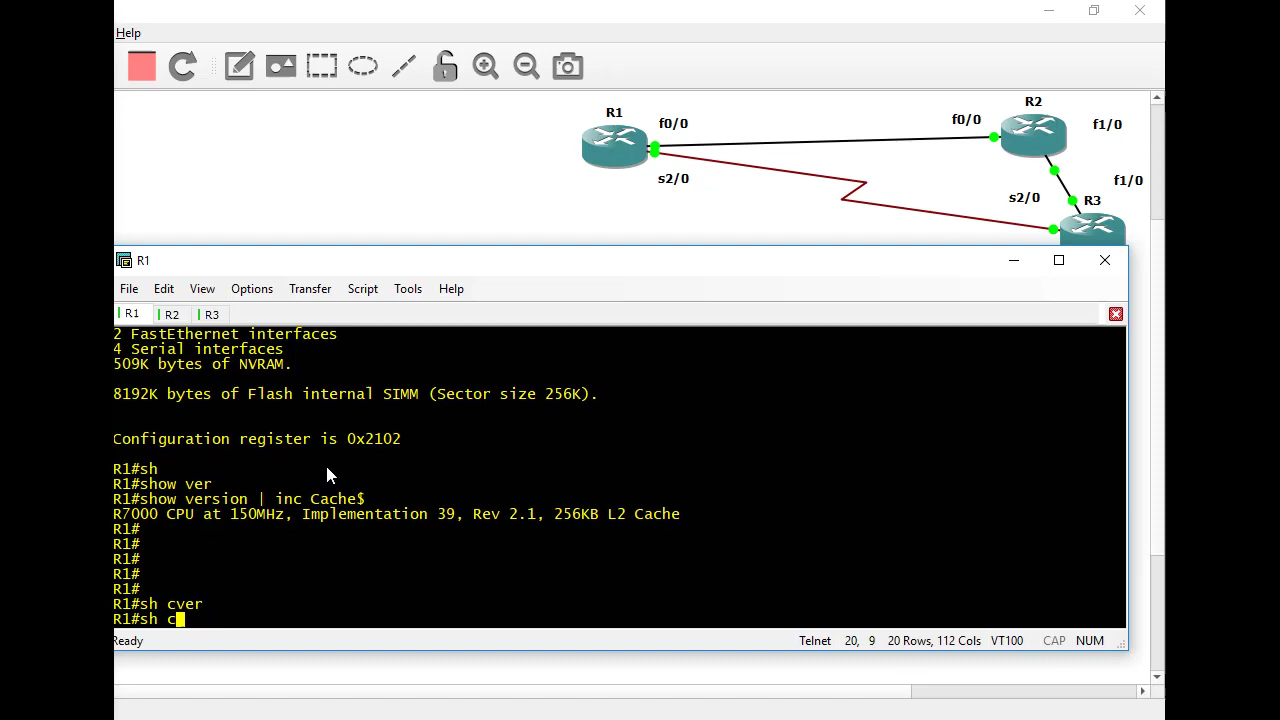 Help
R1
f0/0
s2/0
R2
f0/0
f1/0
f1/0
s2/0
R3
R1
File Edit View Options Transfer Script Tools Help
R1 R2 R3
2 FastEthernet interfaces
4 Serial interfaces
509K bytes of NVRAM.
8192K bytes of Flash internal SIMM (Sector size 256K).
Configuration register is 0x2102
R1#sh
R1#show ver
R1#show version | inc Cache$
R7000 CPU at 150MHz, Implementation 39, Rev 2.1, 256KB L2 Cache
R1#
R1#
R1#
R1#
R1#
R1#sh cver
R1#sh c
Ready Telnet 20, 9 20 Rows, 112 Cols VT100 CAP NUM